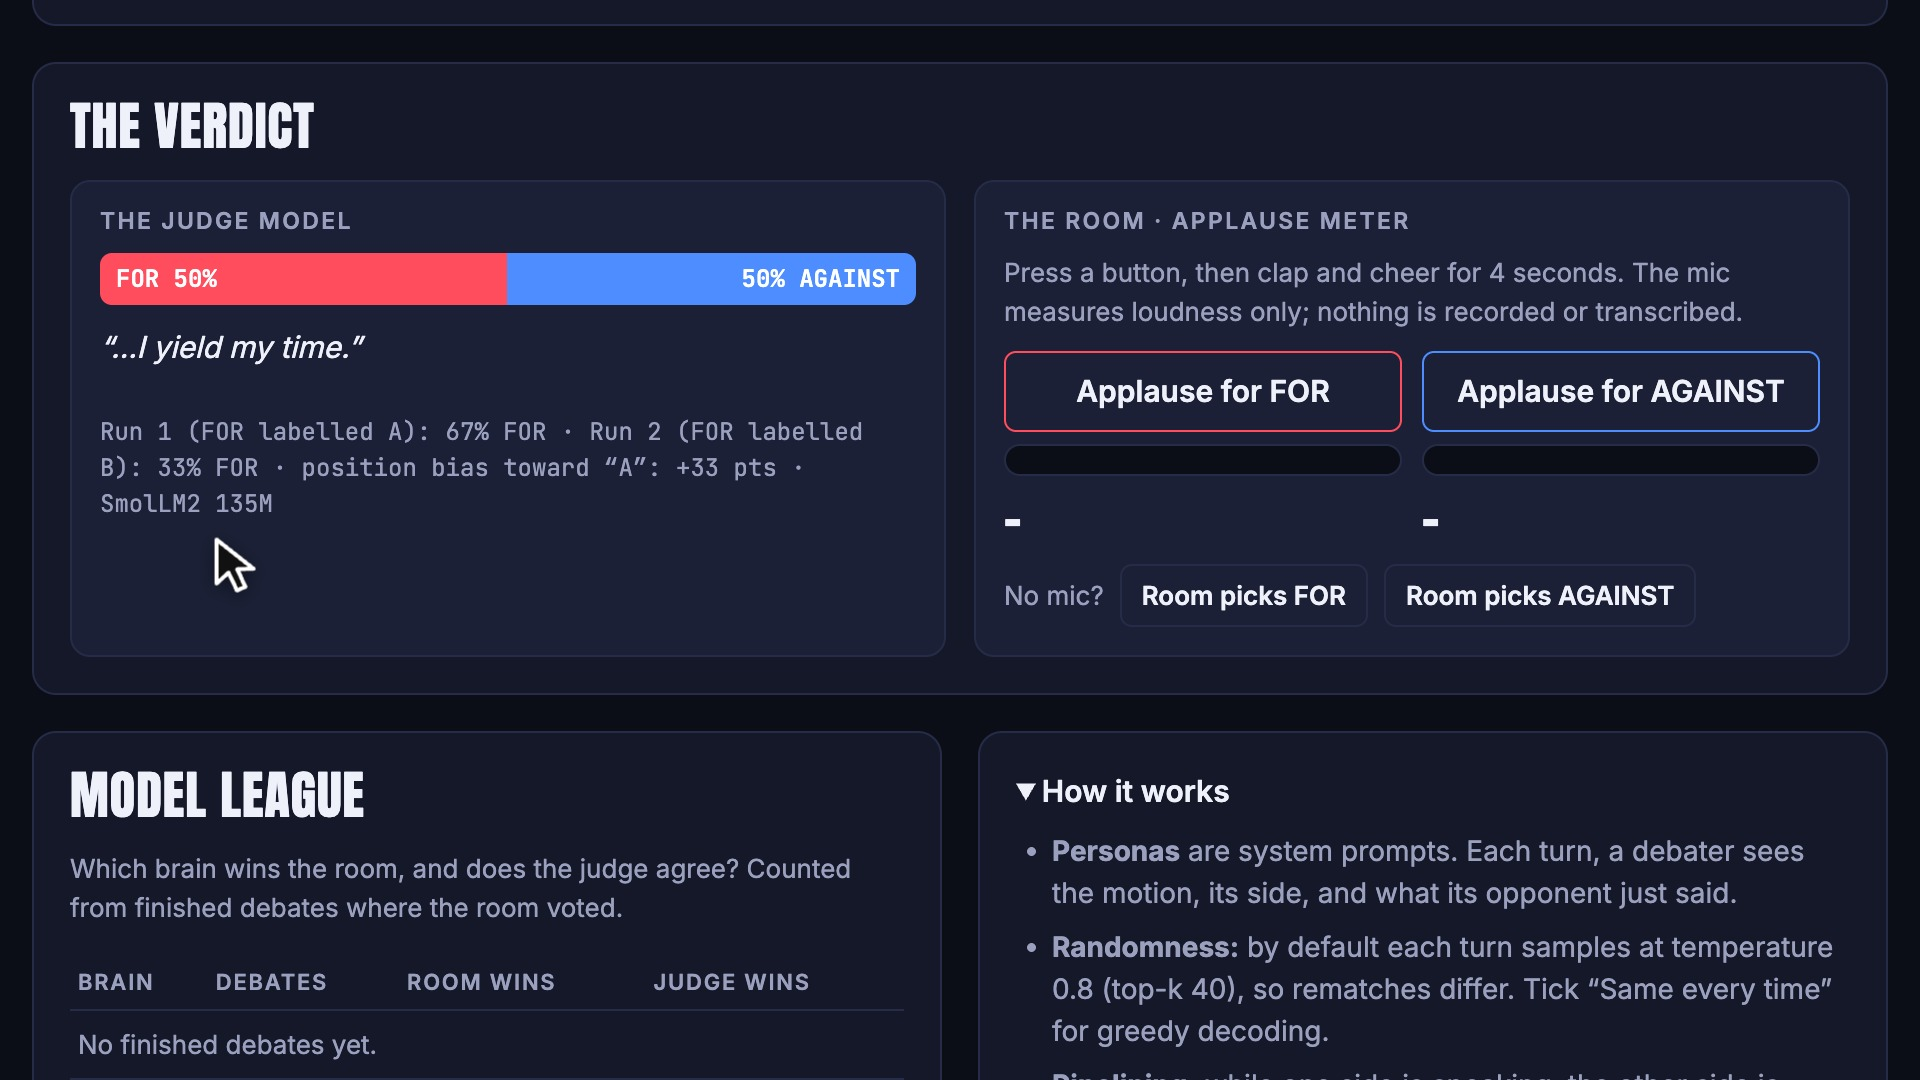 THE VERDICT
THE JUDGE MODEL
FOR 50%
50% AGAINST
“...I yield my time.”
Run 1 (FOR labelled A): 67% FOR · Run 2 (FOR labelled
B): 33% FOR · position bias toward “A”: +33 pts ·
SmolLM2 135M
THE ROOM · APPLAUSE METER
Press a button, then clap and cheer for 4 seconds. The mic
measures loudness only; nothing is recorded or transcribed.
Applause for FOR
Applause for AGAINST
-
-
No mic?
Room picks FOR
Room picks AGAINST
MODEL LEAGUE
Which brain wins the room, and does the judge agree? Counted
from finished debates where the room voted.
BRAIN DEBATES ROOM WINS JUDGE WINS
No finished debates yet.
▼ How it works
• Personas are system prompts. Each turn, a debater sees
the motion, its side, and what its opponent just said.
• Randomness: by default each turn samples at temperature
0.8 (top-k 40), so rematches differ. Tick “Same every time”
for greedy decoding.